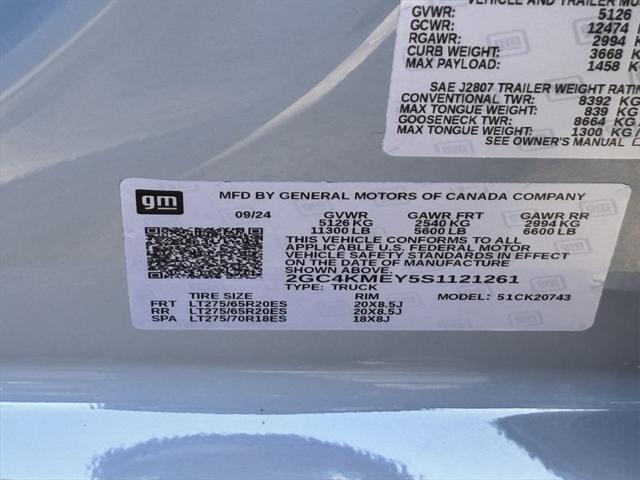 VEHICLE AND TRAILER
GVWR: 5126
GCWR: 12474
RGAWR: 2994 K
CURB WEIGHT: 3668 K
MAX PAYLOAD: 1458 K
SAE J2807 TRAILER WEIGHT RATIN
CONVENTIONAL TWR: 8392 KG
MAX TONGUE WEIGHT: 839 KG
GOOSENECK TWR: 8664 KG /
MAX TONGUE WEIGHT: 1300 KG /
SEE OWNER'S MANUAL
gm MFD BY GENERAL MOTORS OF CANADA COMPANY
09/24 GVWR GAWR FRT GAWR RR
5126 KG 2540 KG 2994 KG
11300 LB 5600 LB 6600 LB
THIS VEHICLE CONFORMS TO ALL
APPLICABLE U.S. FEDERAL MOTOR
VEHICLE SAFETY STANDARDS IN EFFECT
ON THE DATE OF MANUFACTURE
SHOWN ABOVE.
2GC4KMEY5S1121261
TYPE: TRUCK
TIRE SIZE RIM MODEL: 51CK20743
FRT LT275/65R20ES 20X8.5J
RR LT275/65R20ES 20X8.5J
SPA LT275/70R18ES 18X8J
gm